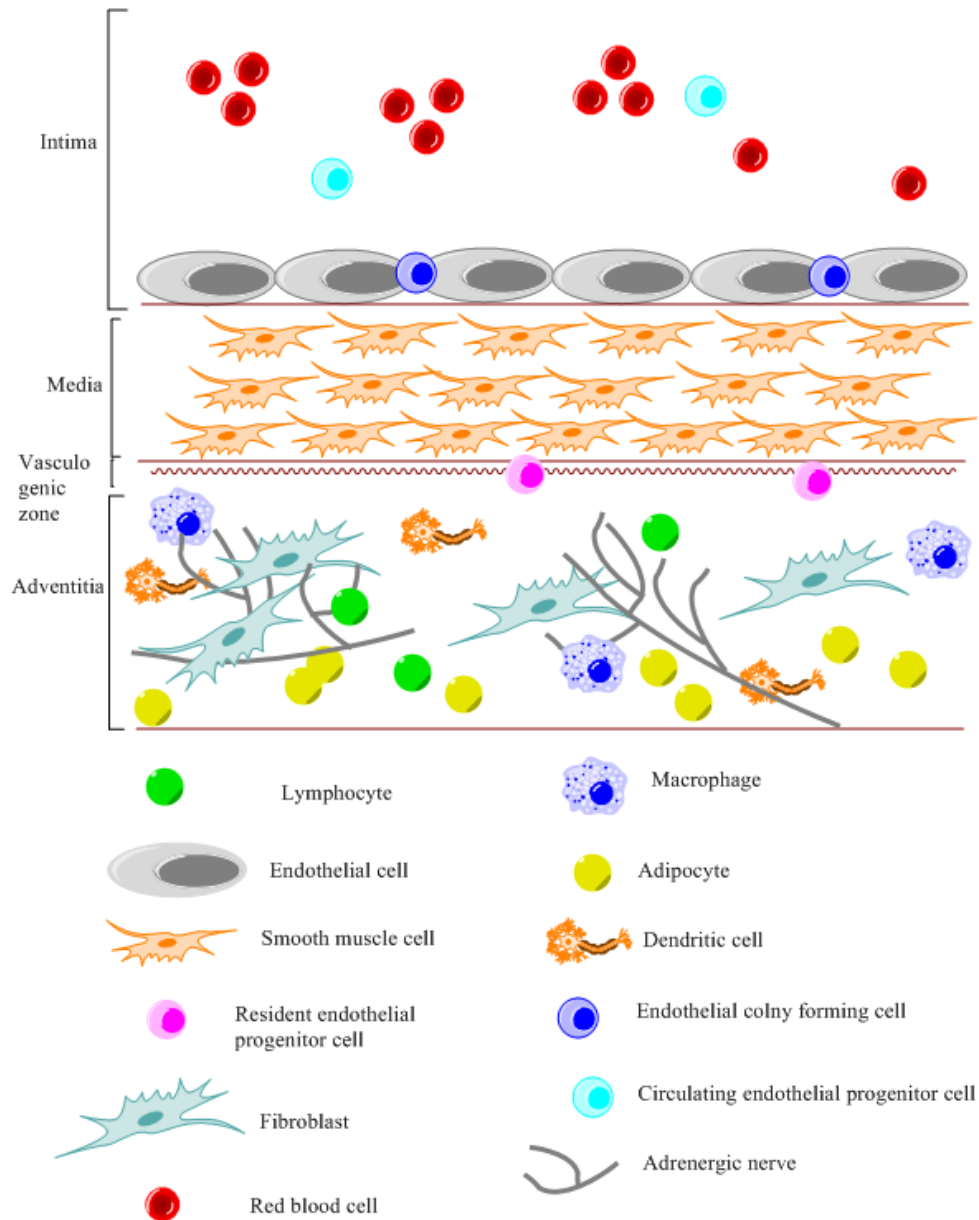 Intima
Media
Vasculo
genic
zone
Adventitia
Lymphocyte
Macrophage
Endothelial cell
Adipocyte
Smooth muscle cell
Dendritic cell
Resident endothelial
progenitor cell
Endothelial colny forming cell
Circulating endothelial progenitor cell
Fibroblast
Adrenergic nerve
Red blood cell